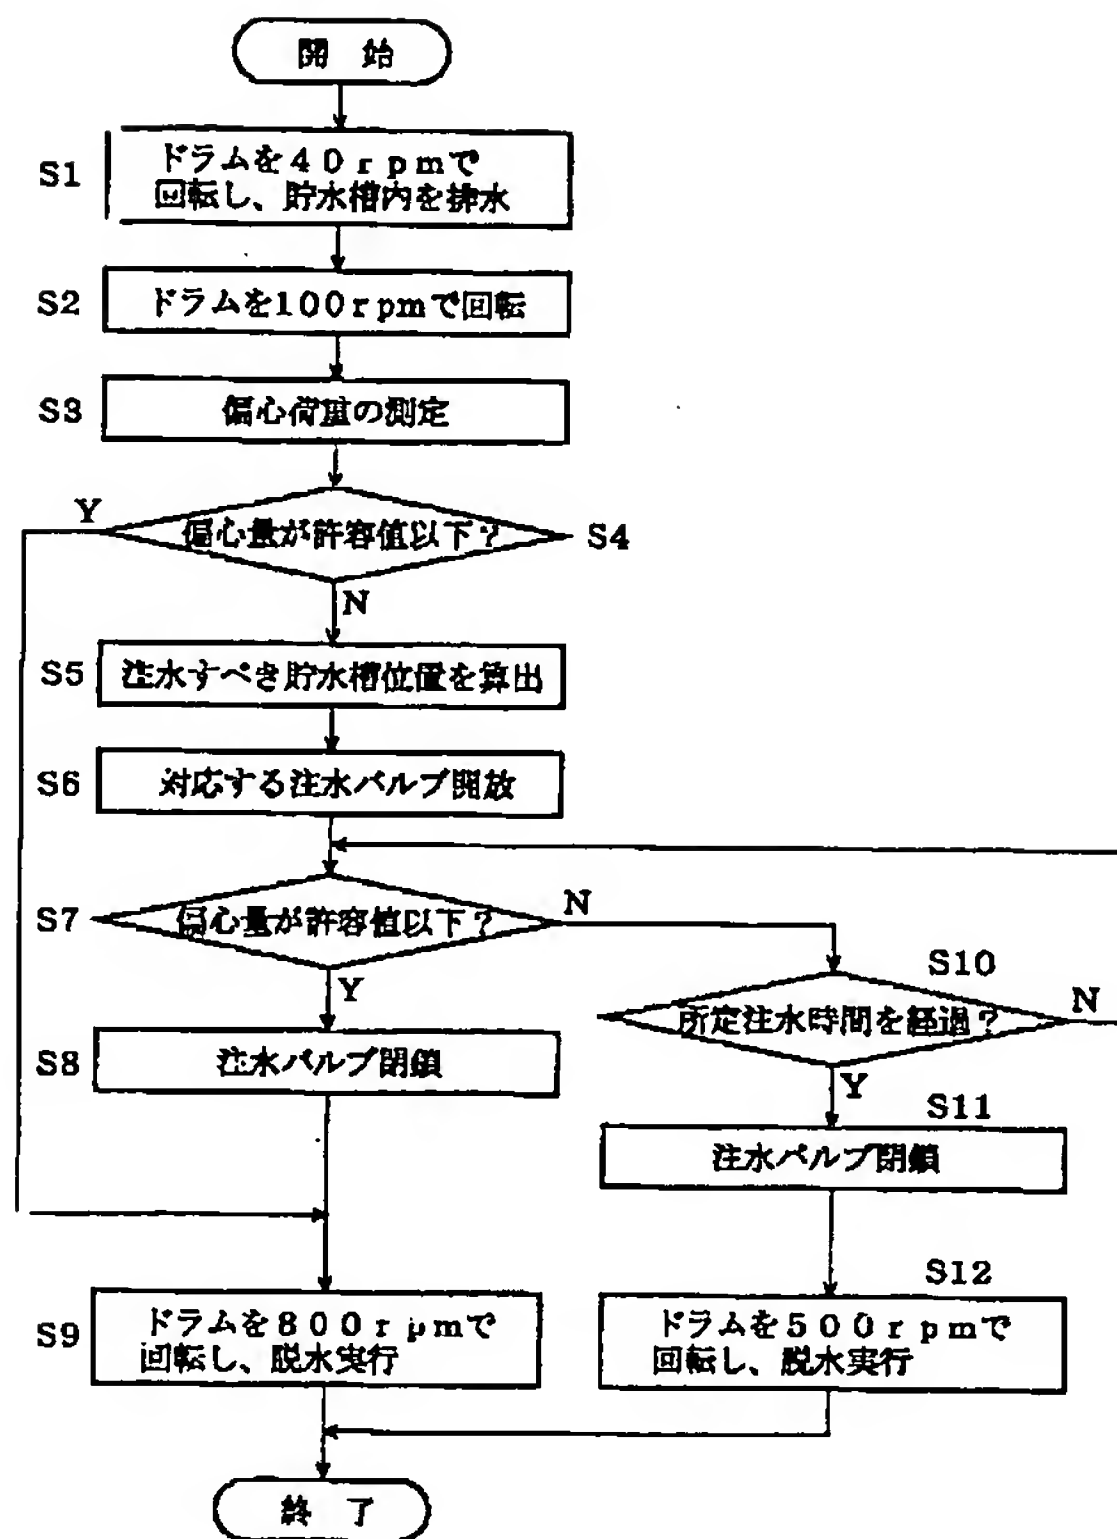 開 始
S1
ドラムを40rpmで
回転し、貯水槽内を排水
S2
ドラムを100rpmで回転
S3
偏心荷重の測定
Y
偏心量が許容値以下?
S4
N
S5
注水すべき貯水槽位置を算出
S6
対応する注水バルブ開放
S7
偏心量が許容値以下?
N
Y
S10
所定注水時間を経過?
N
S8
注水バルブ閉鎖
Y
S11
注水バルブ閉鎖
S9
ドラムを800rpmで
回転し、脱水実行
S12
ドラムを500rpmで
回転し、脱水実行
終 了